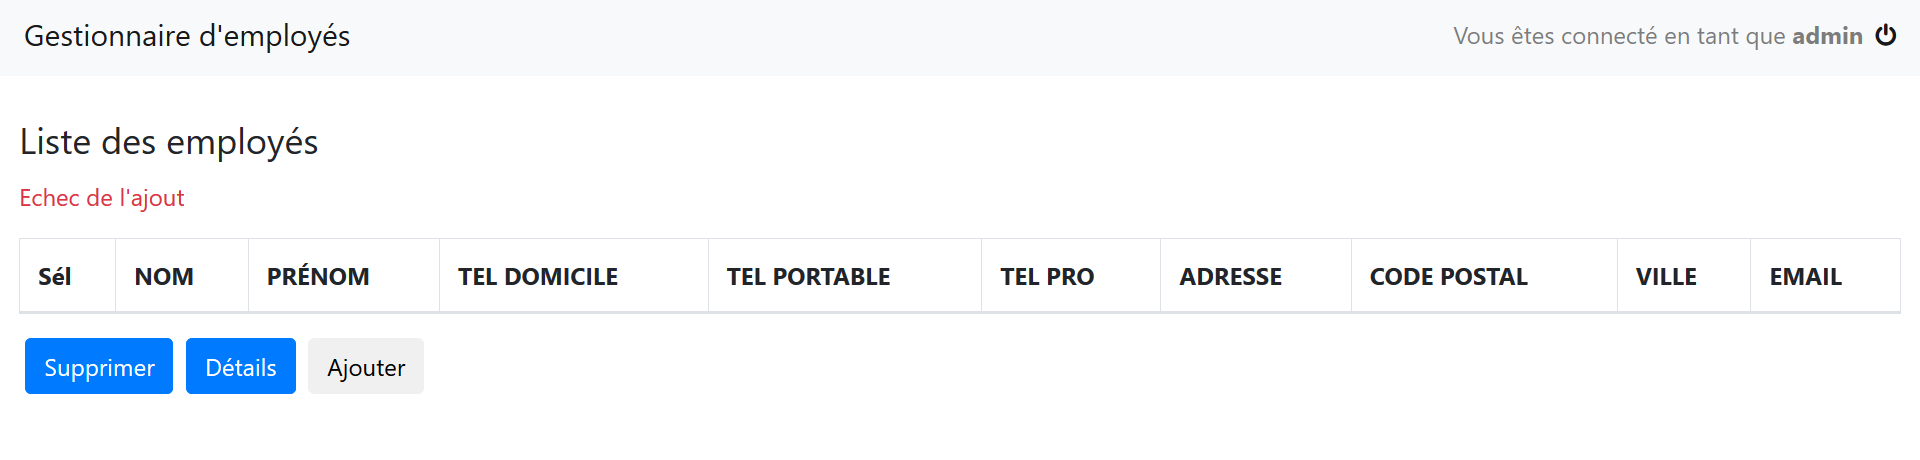 Gestionnaire d'employés Vous êtes connecté en tant que admin
Liste des employés
Echec de l'ajout
Sél NOM PRÉNOM TEL DOMICILE TEL PORTABLE TEL PRO ADRESSE CODE POSTAL VILLE EMAIL
Supprimer Détails Ajouter